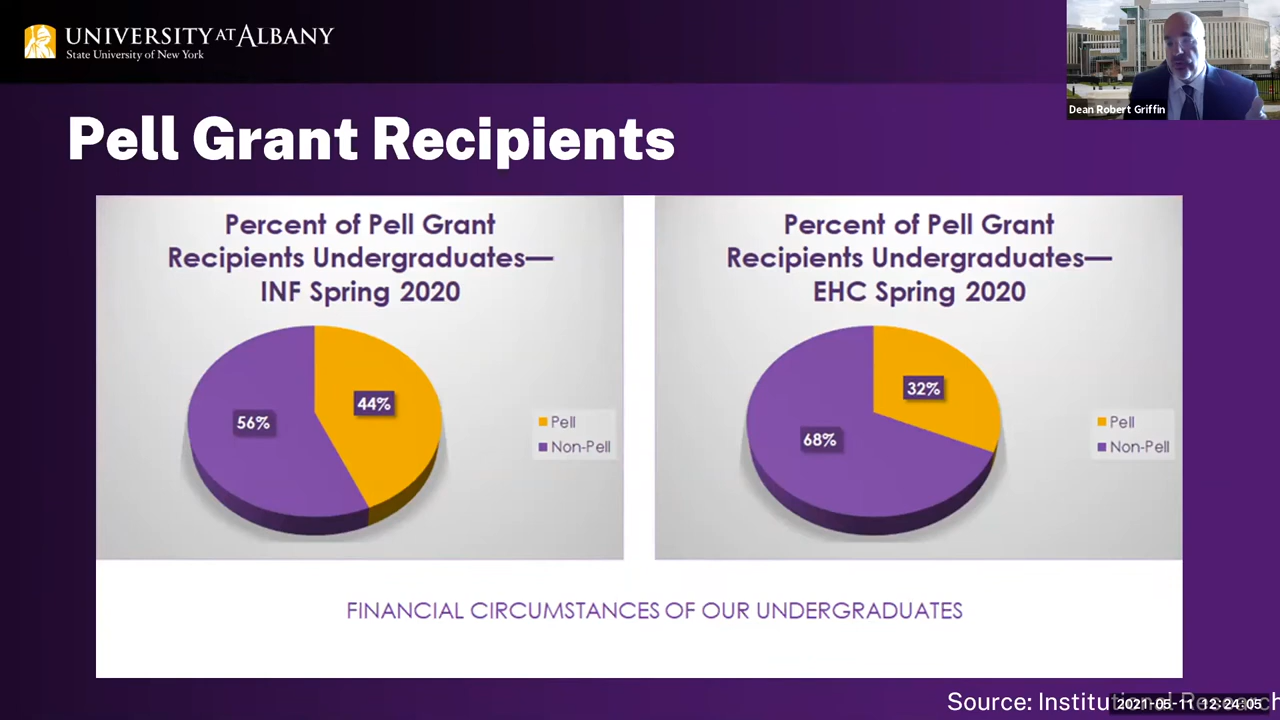 UNIVERSITY AT ALBANY
State University of New York
Dean Robert Griffin
Pell Grant Recipients
Percent of Pell Grant
Recipients Undergraduates—
INF Spring 2020
44%
56%
Pell
Non-Pell
Percent of Pell Grant
Recipients Undergraduates—
EHC Spring 2020
32%
68%
Pell
Non-Pell
FINANCIAL CIRCUMSTANCES OF OUR UNDERGRADUATES
Source: Institutional Research
2021-05-11 12:24:05